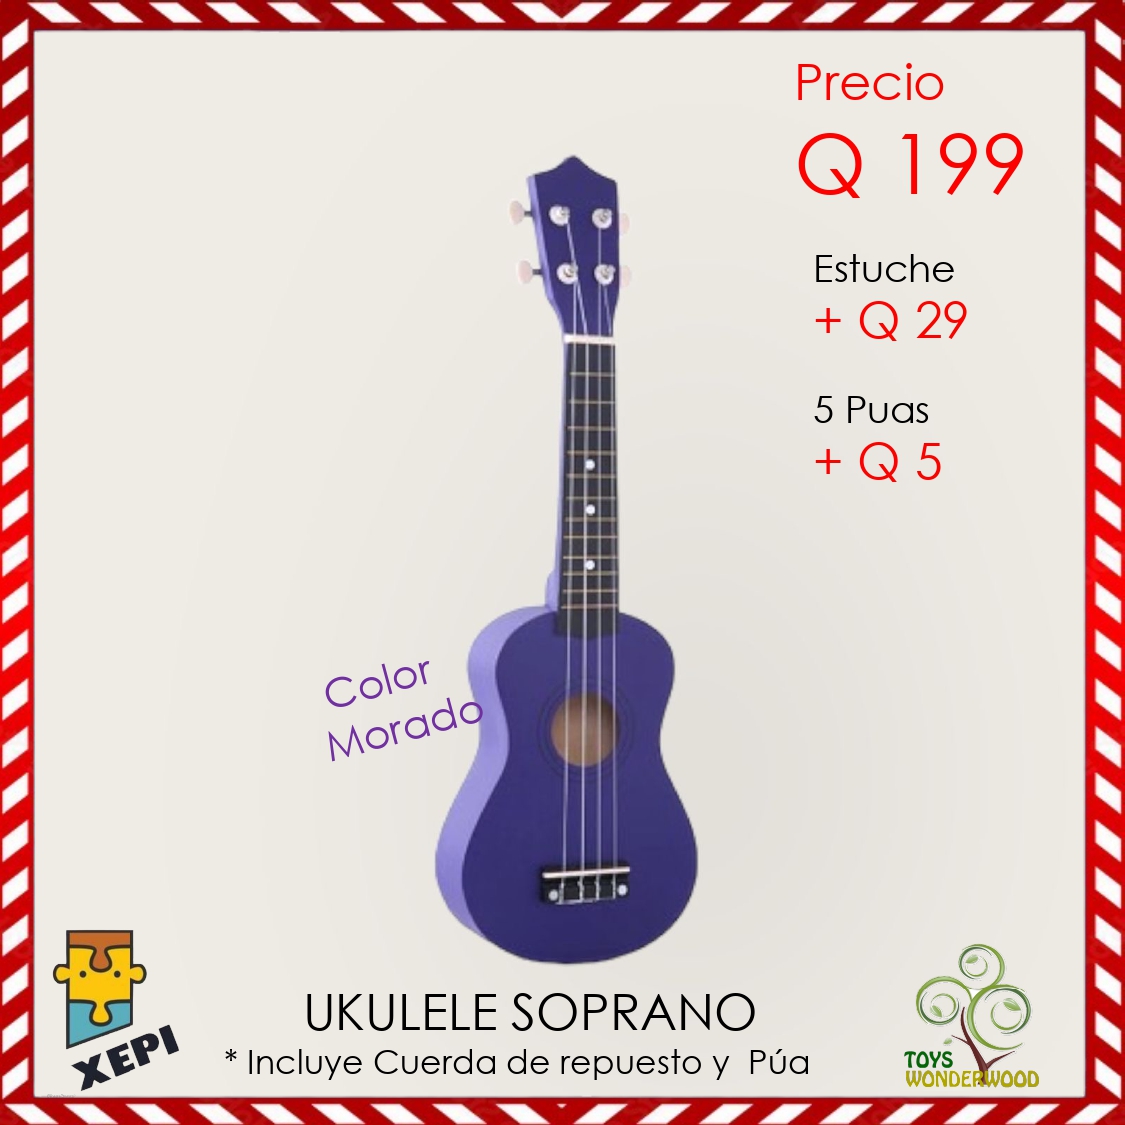 Precio
Q 199
Estuche
+ Q 29
5 Puas
+ Q 5
Color
Morado
UKULELE SOPRANO
* Incluye Cuerda de repuesto y  Púa
XEPI
TOYS
WONDERWOOD